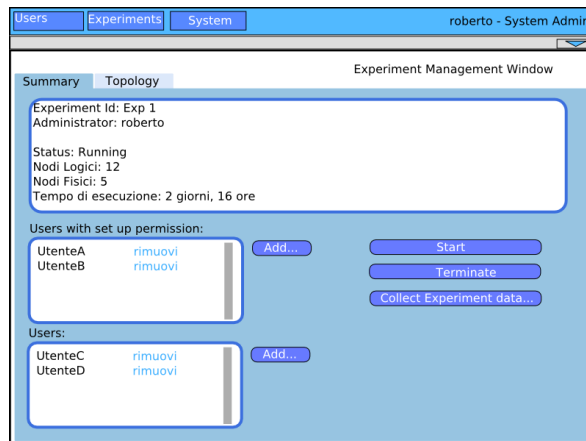 Users Experiments System roberto - System Admin
Experiment Management Window
Summary Topology
Experiment Id: Exp 1
Administrator: roberto
Status: Running
Nodi Logici: 12
Nodi Fisici: 5
Tempo di esecuzione: 2 giorni, 16 ore
Users with set up permission:
UtenteA rimuovi
UtenteB rimuovi
Add...
Start
Terminate
Collect Experiment data...
Users:
UtenteC rimuovi
UtenteD rimuovi
Add...